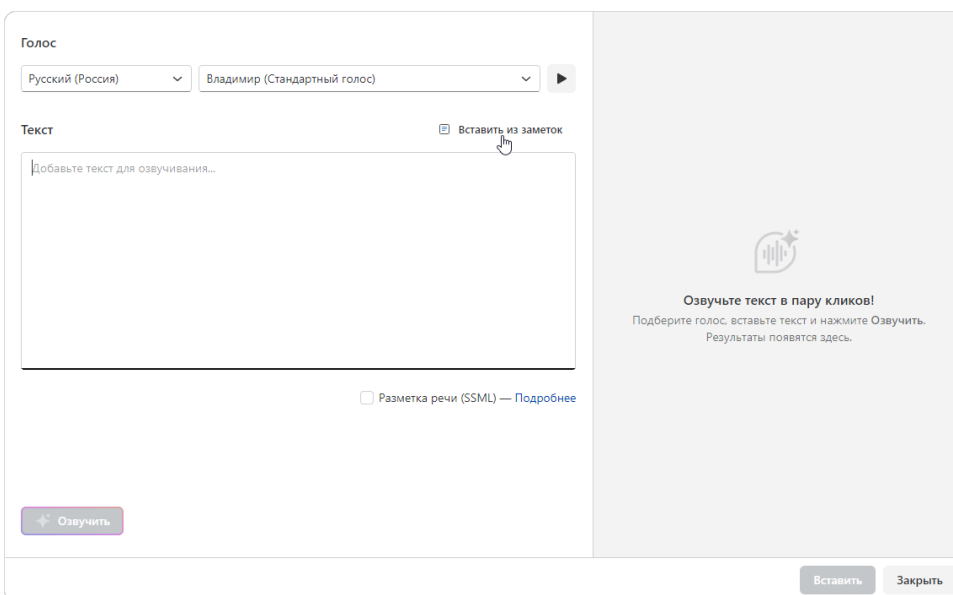 Голос
Русский (Россия)
Владимир (Стандартный голос)
Текст
Вставить из заметок
Добавьте текст для озвучивания...
Разметка речи (SSML) — Подробнее
Озвучить
Озвучьте текст в пару кликов!
Подберите голос, вставьте текст и нажмите Озвучить.
Результаты появятся здесь.
Вставить
Закрыть